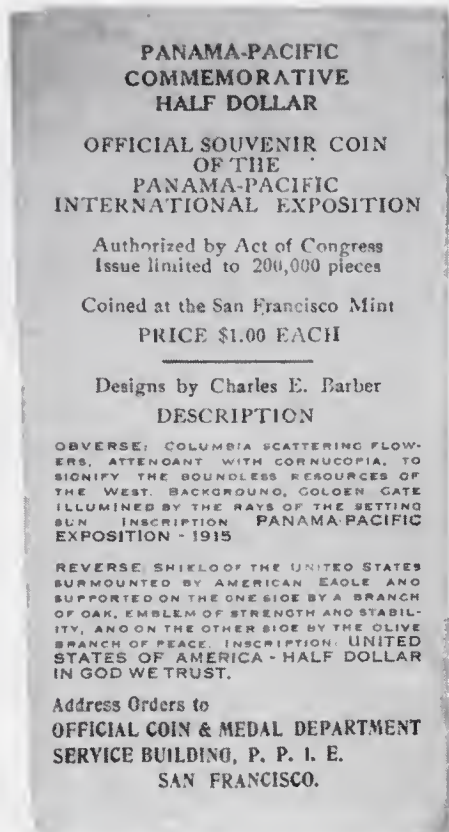 PANAMA-PACIFIC
COMMEMORATIVE
HALF DOLLAR
OFFICIAL SOUVENIR COIN
OF THE
PANAMA-PACIFIC
INTERNATIONAL EXPOSITION
Authorized by Act of Congress
Issue limited to 200,000 pieces
Coined at the San Francisco Mint
PRICE $1.00 EACH
Designs by Charles E. Barber
DESCRIPTION
OBVERSE: COLUMBIA SCATTERING FLOW-
ERS, ATTENDANT WITH CORNUCOPIA, TO
SIGNIFY THE BOUNDLESS RESOURCES OF
THE WEST. BACKGROUND, GOLDEN GATE
ILLUMINED BY THE RAYS OF THE SETTING
SUN INSCRIPTION PANAMA-PACIFIC
EXPOSITION - 1915
REVERSE: SHIELD OF THE UNITED STATES
SURMOUNTED BY AMERICAN EAGLE AND
SUPPORTED ON THE ONE SIDE BY A BRANCH
OF OAK, EMBLEM OF STRENGTH AND STABIL-
ITY, AND ON THE OTHER SIDE BY THE OLIVE
BRANCH OF PEACE. INSCRIPTION: UNITED
STATES OF AMERICA - HALF DOLLAR
IN GOD WE TRUST.
Address Orders to
OFFICIAL COIN & MEDAL DEPARTMENT
SERVICE BUILDING, P. P. I. E.
SAN FRANCISCO.